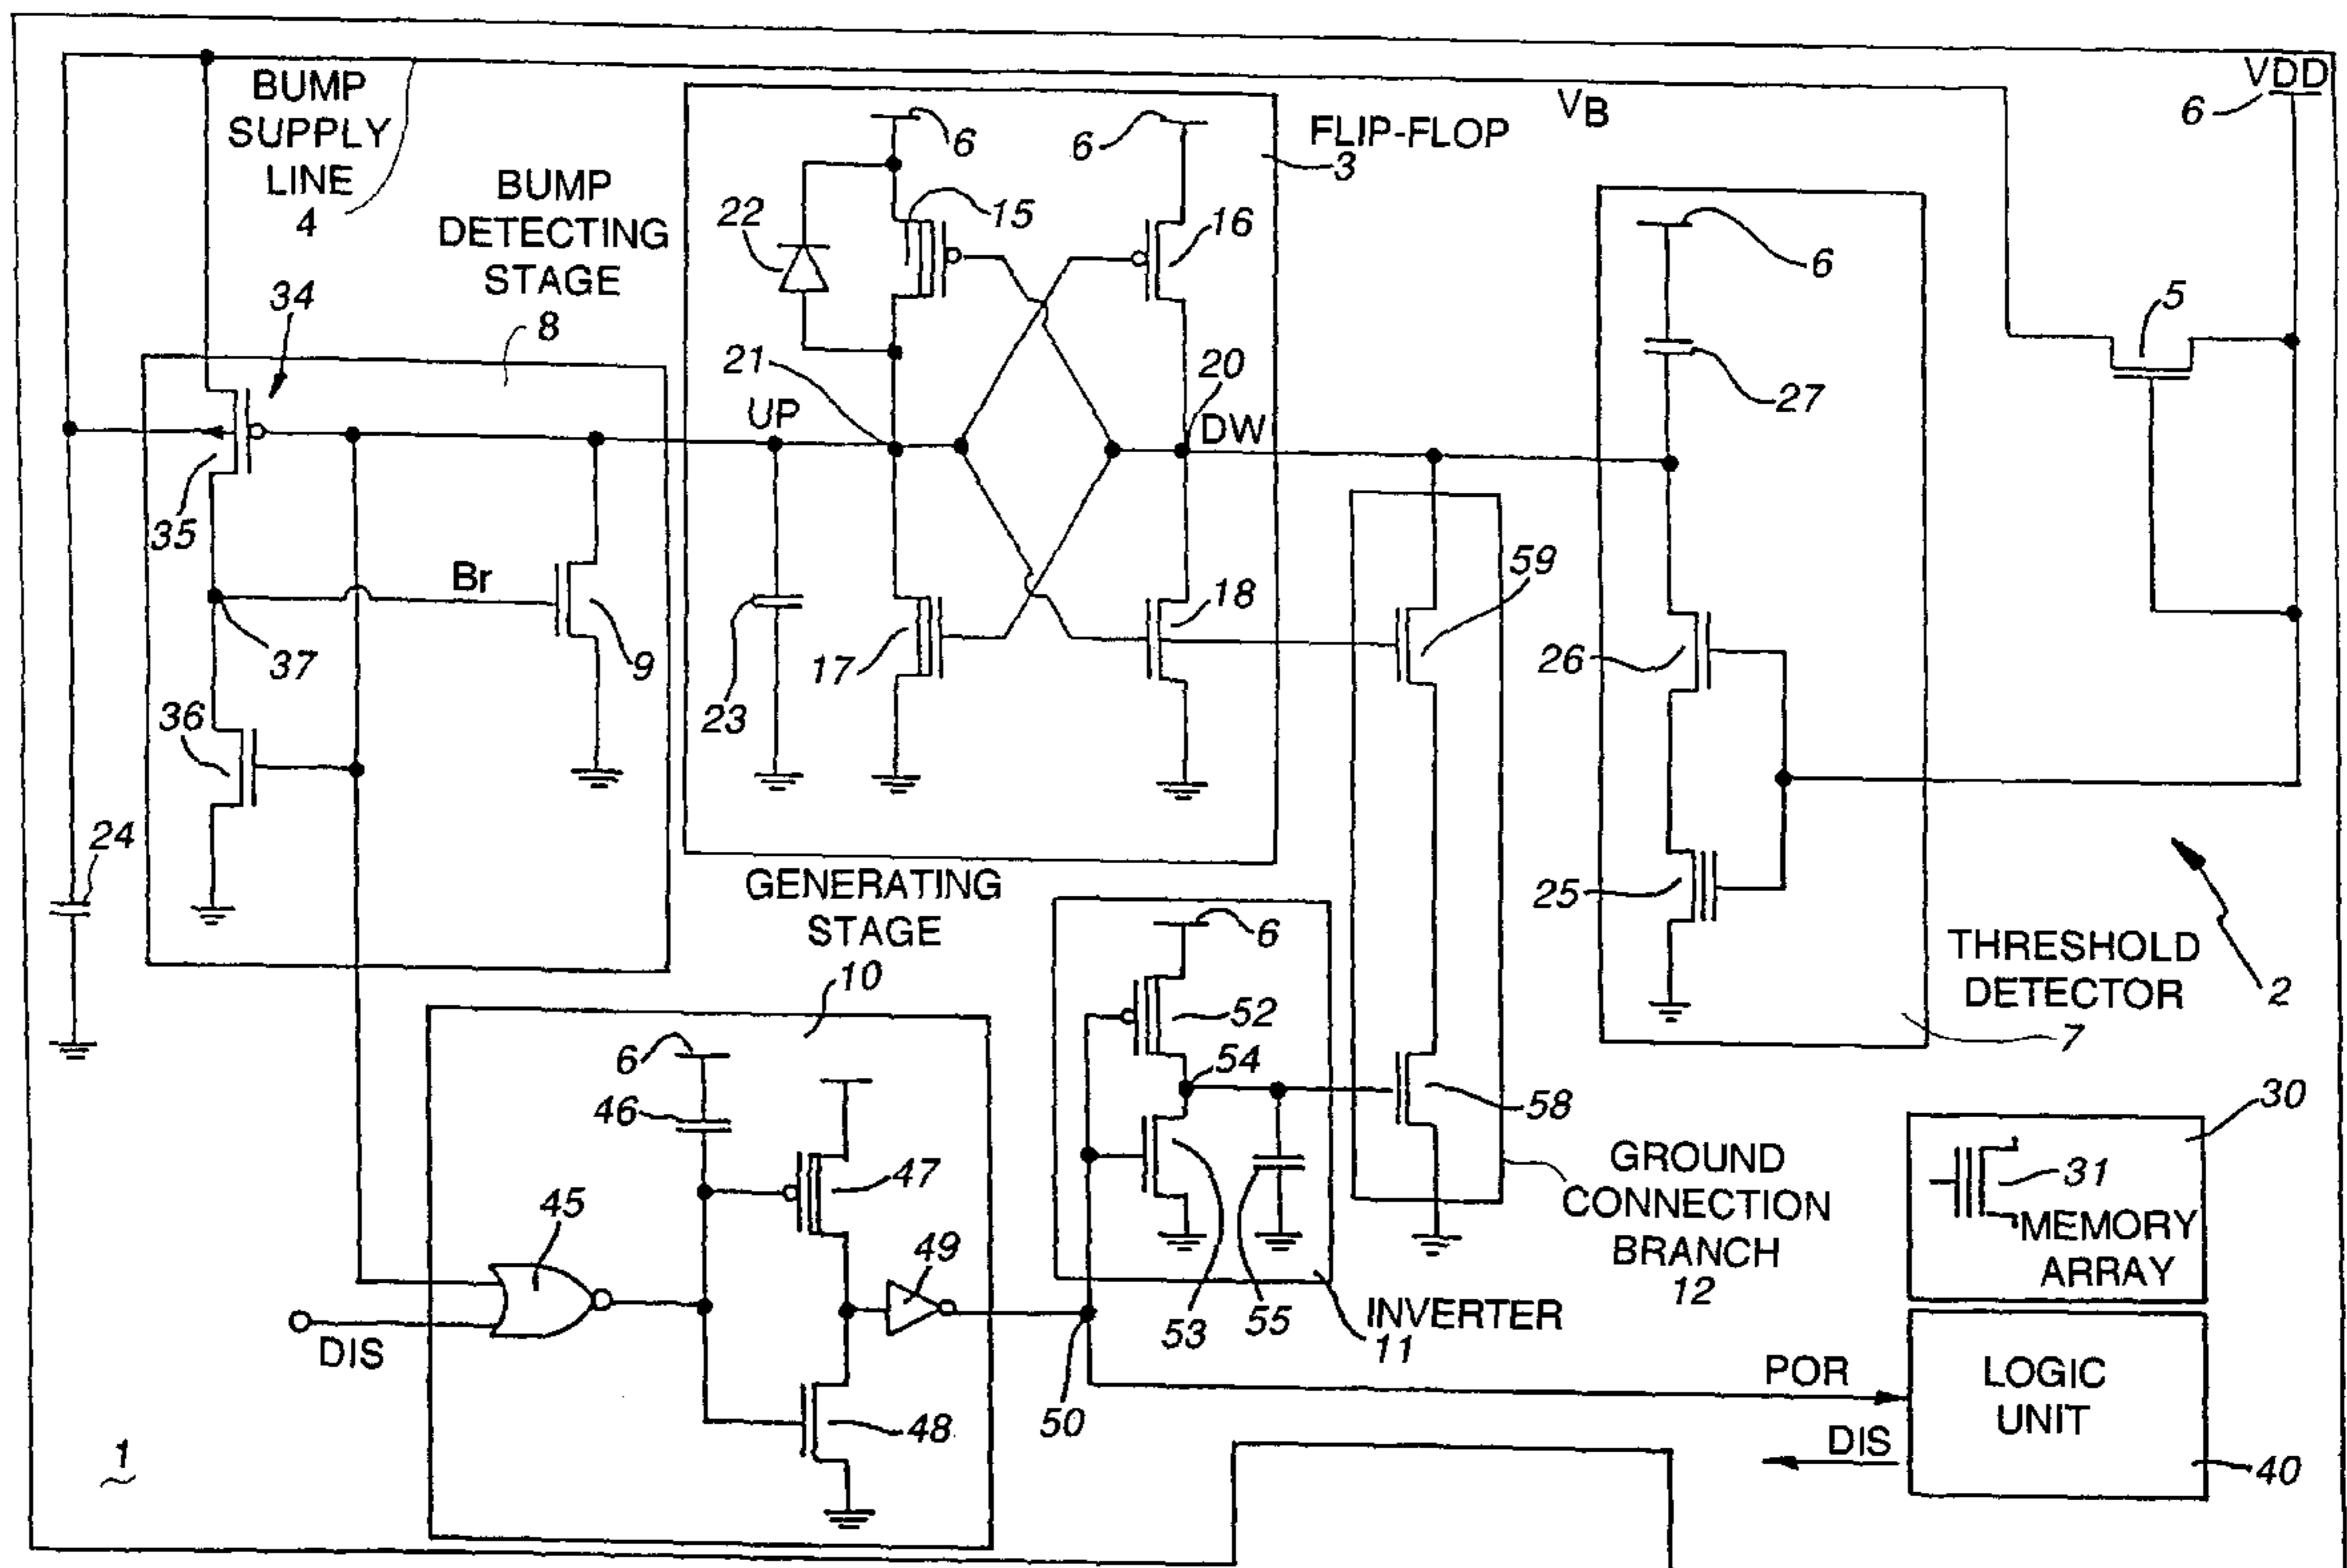 BUMP
SUPPLY
LINE
4
BUMP
DETECTING
STAGE
8
34
35
36
37
Br
9
24
UP
21
22
23
6
15
17
6
16
18
20
DW
FLIP-FLOP
3
VB
VDD
6
5
6
27
26
25
THRESHOLD
DETECTOR
7
2
59
58
GROUND
CONNECTION
BRANCH
12
GENERATING
STAGE
10
6
46
47
48
45
49
DIS
50
6
52
54
53
55
INVERTER
11
30
31
MEMORY
ARRAY
POR
DIS
LOGIC
UNIT
40
1